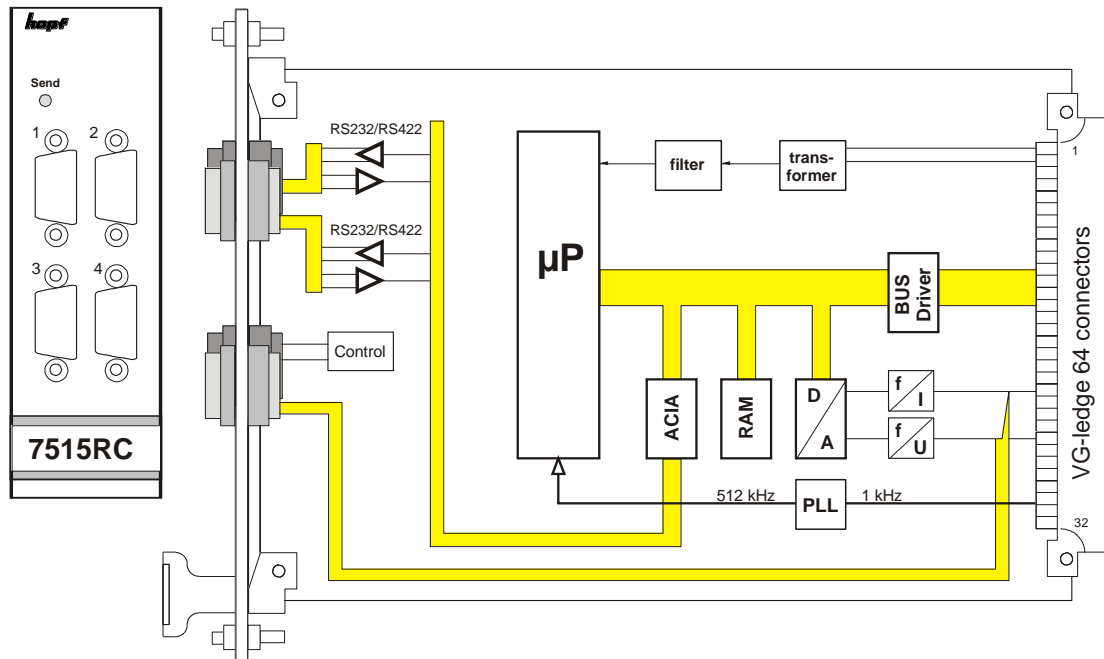 hopf
Send
1
2
3
4
7515RC
RS232/RS422
RS232/RS422
Control
µP
filter
trans-
former
BUS
Driver
ACIA
RAM
D
A
f
I
f
U
512 kHz
PLL
1 kHz
1
32
VG-ledge 64 connectors